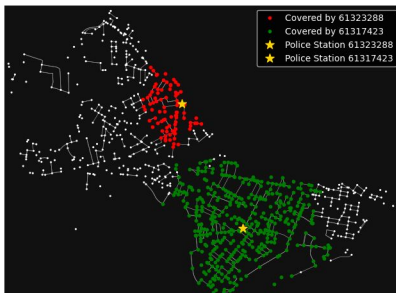 Covered by 61323288
Covered by 61317423
Police Station 61323288
Police Station 61317423